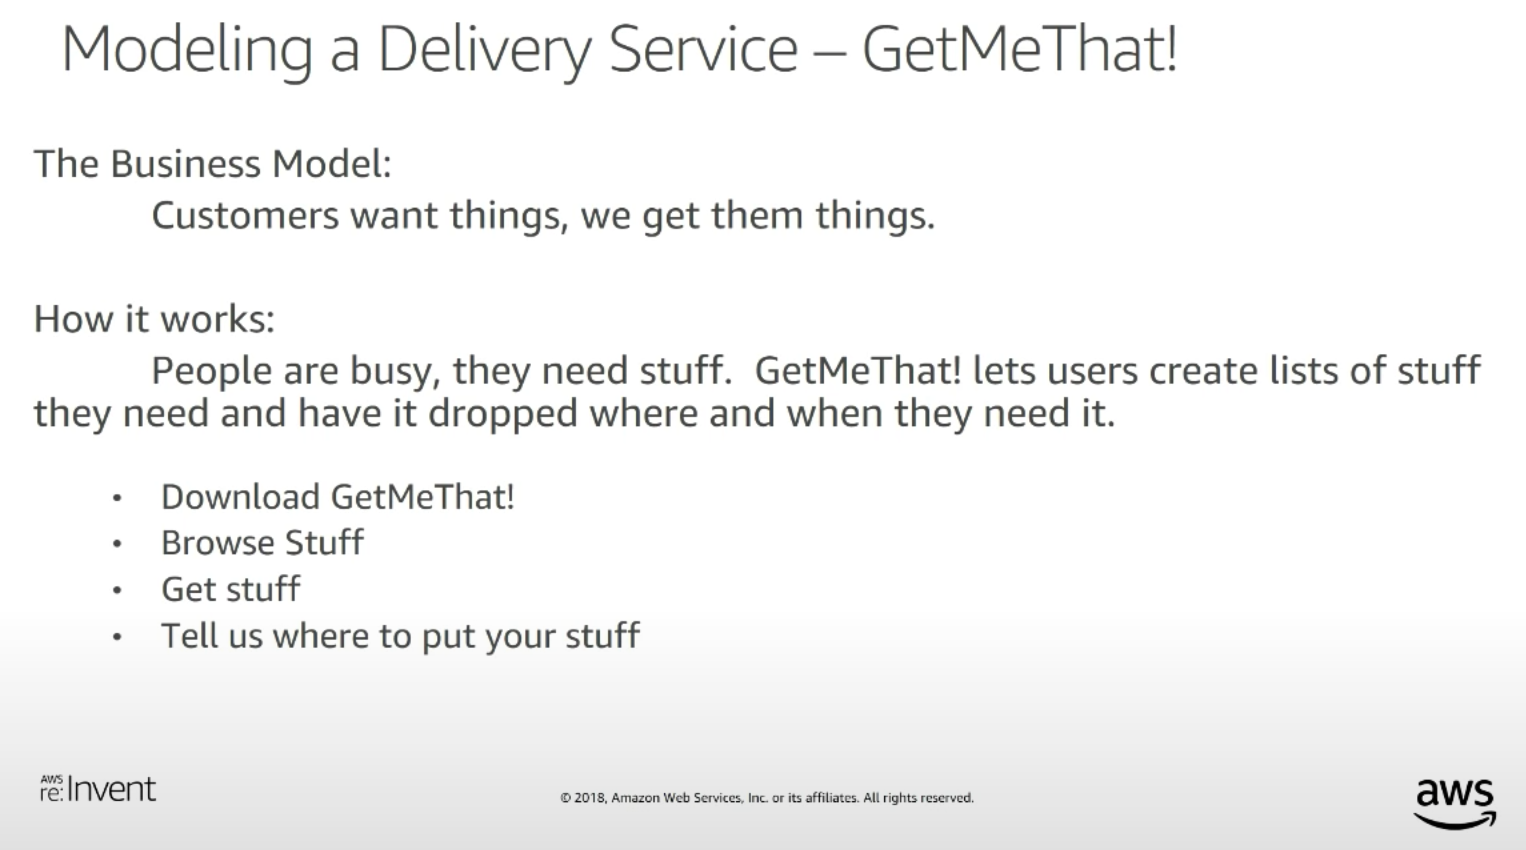 Modeling a Delivery Service – GetMeThat!
The Business Model:
Customers want things, we get them things.
How it works:
People are busy, they need stuff.  GetMeThat! lets users create lists of stuff
they need and have it dropped where and when they need it.
• Download GetMeThat!
• Browse Stuff
• Get stuff
• Tell us where to put your stuff
AWS re:Invent
© 2018, Amazon Web Services, Inc. or its affiliates. All rights reserved.
aws